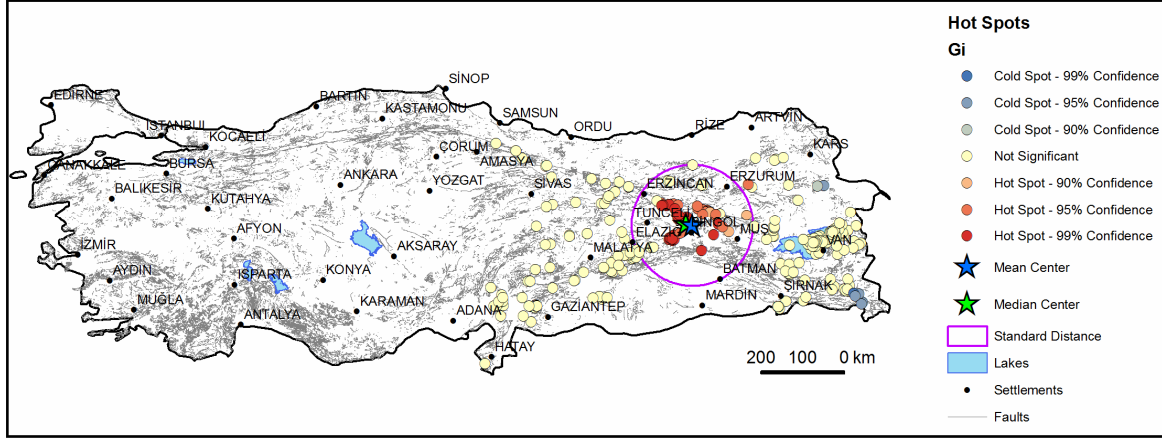 Hot Spots
Gi
Cold Spot - 99% Confidence
Cold Spot - 95% Confidence
Cold Spot - 90% Confidence
Not Significant
Hot Spot - 90% Confidence
Hot Spot - 95% Confidence
Hot Spot - 99% Confidence
Mean Center
Median Center
Standard Distance
Lakes
Settlements
Faults
SİNOP
EDİRNE
BARTIN
KASTAMONU
SAMSUN
ORDU
RİZE
ARTVİN
İSTANBUL
KOCAELİ
KARS
ÇANAKKALE
BURSA
ÇORUM
AMASYA
BALIKESİR
ANKARA
YOZGAT
SİVAS
ERZİNCAN
ERZURUM
KÜTAHYA
TUNCELİ
BİNGÖL
AFYON
ELAZIĞ
MUŞ
İZMİR
AKSARAY
MALATYA
VAN
AYDIN
ISPARTA
KONYA
BATMAN
ŞIRNAK
MUĞLA
KARAMAN
MARDİN
ANTALYA
ADANA
GAZİANTEP
HATAY
200 100 0 km